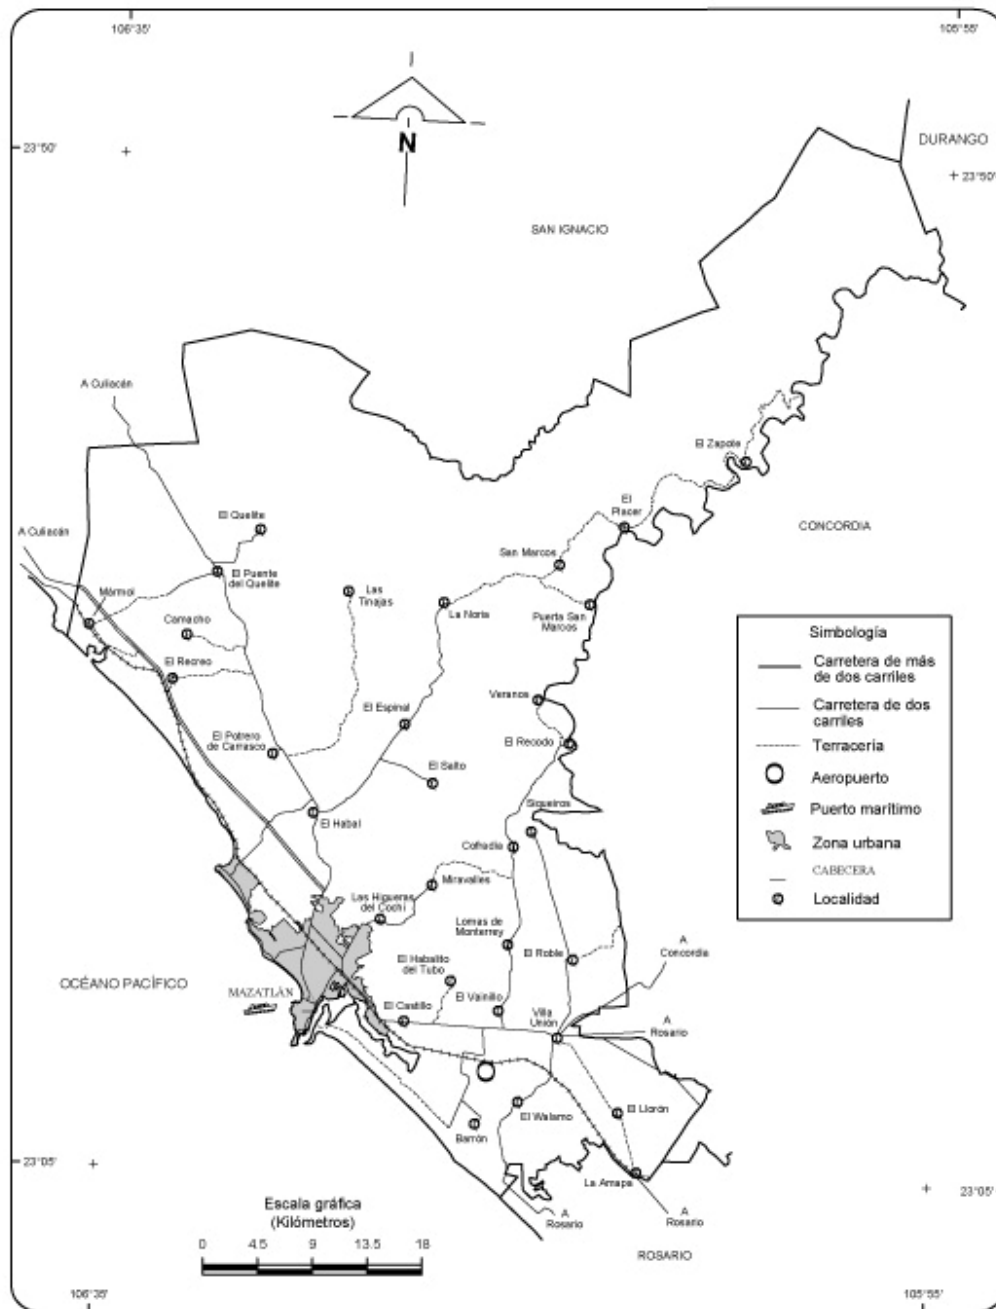 106°35'
105°55'
DURANGO
23°50'
N
23°50'
SAN IGNACIO
A Culiacán
El Zapote
El Quelite
El
Placer
A Culiacán
CONCORDIA
San Marcos
El Puente
del Quelite
Las
Tinajas
Mármol
Camacho
La Noria
Puerta San
Marcos
Simbología
El Recreo
Carretera de más
de dos carriles
Veranos
El Espinal
Carretera de dos
carriles
El Potrero
de Carrasco
El Recodo
Terracería
El Salto
Aeropuerto
Siqueiros
Puerto marítimo
El Habal
Cofradía
Zona urbana
Miravalles
CABECERA
Las Higueras
del Cochi
Localidad
Lomas de
Monterrey
El Roble
A
Concordia
El Habalito
del Tubo
OCÉANO PACÍFICO
MAZATLÀN
El Castillo
El Vainillo
Villa
Unión
A
Rosario
El Walamo
El Llorón
Barrón
23°05'
La Amapa
23°05'
Escala gráfica
(Kilómetros)
A
Rosario
A
Rosario
0 4.5 9 13.5 18
ROSARIO
106°35'
105°55'